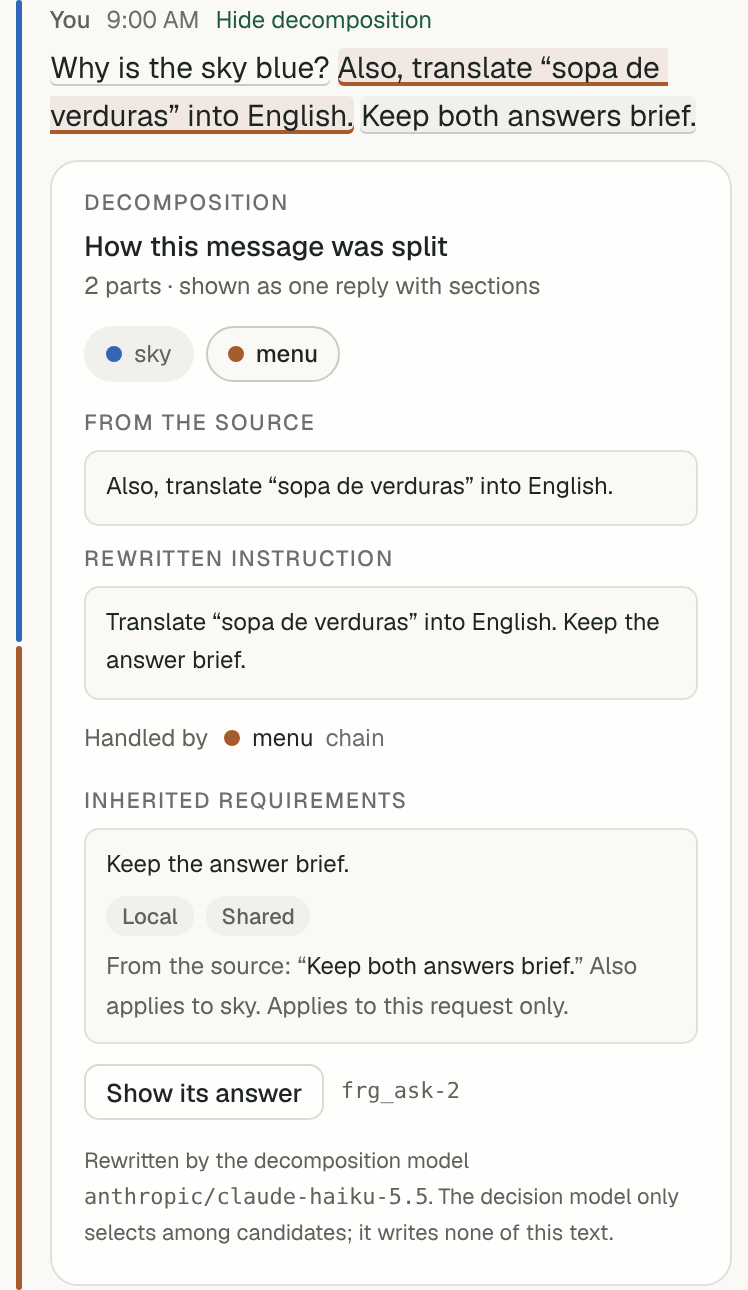 You 9:00 AM Hide decomposition
Why is the sky blue? Also, translate “sopa de
verduras” into English. Keep both answers brief.
DECOMPOSITION
How this message was split
2 parts · shown as one reply with sections
sky menu
FROM THE SOURCE
Also, translate “sopa de verduras” into English.
REWRITTEN INSTRUCTION
Translate “sopa de verduras” into English. Keep the
answer brief.
Handled by menu chain
INHERITED REQUIREMENTS
Keep the answer brief.
Local Shared
From the source: “Keep both answers brief.” Also
applies to sky. Applies to this request only.
Show its answer frg_ask-2
Rewritten by the decomposition model
anthropic/claude-haiku-5.5. The decision model only
selects among candidates; it writes none of this text.